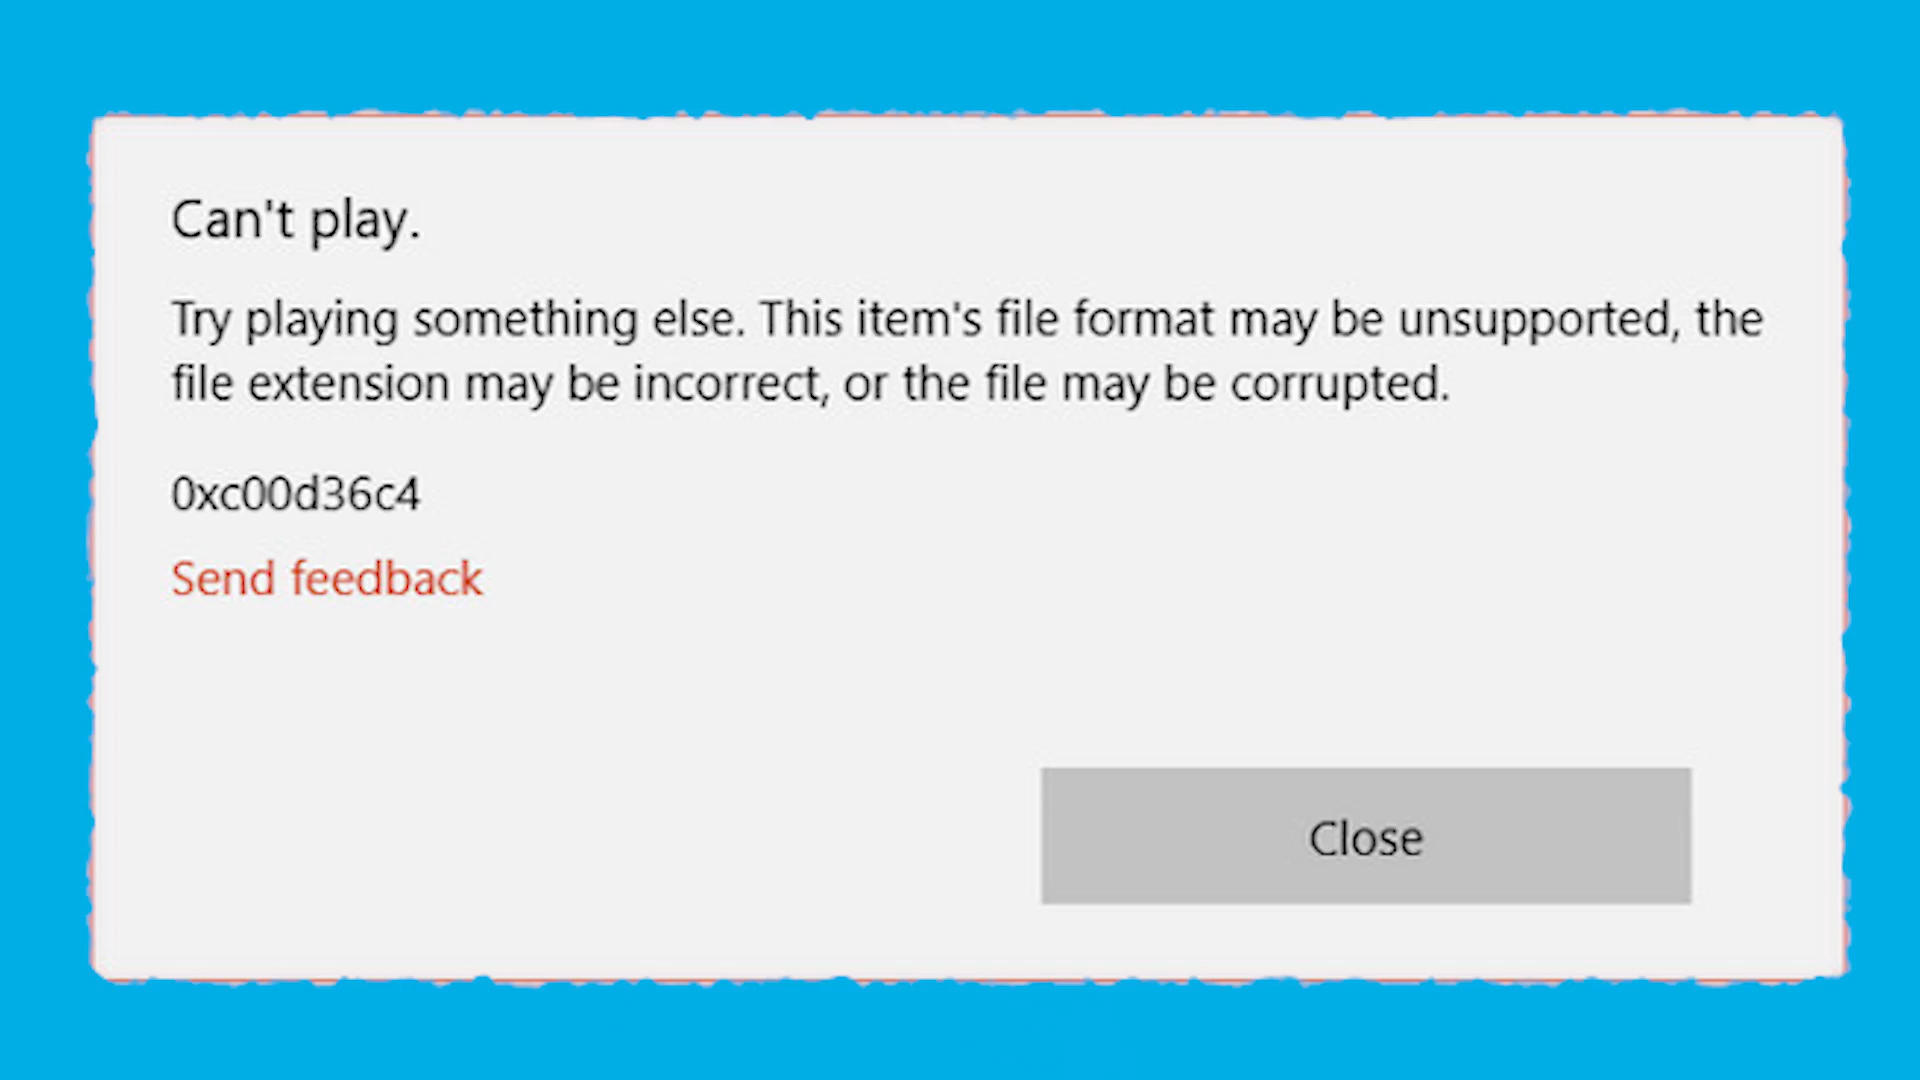 Can't play.
Try playing something else. This item's file format may be unsupported, the
file extension may be incorrect, or the file may be corrupted.
0xc00d36c4
Send feedback
Close